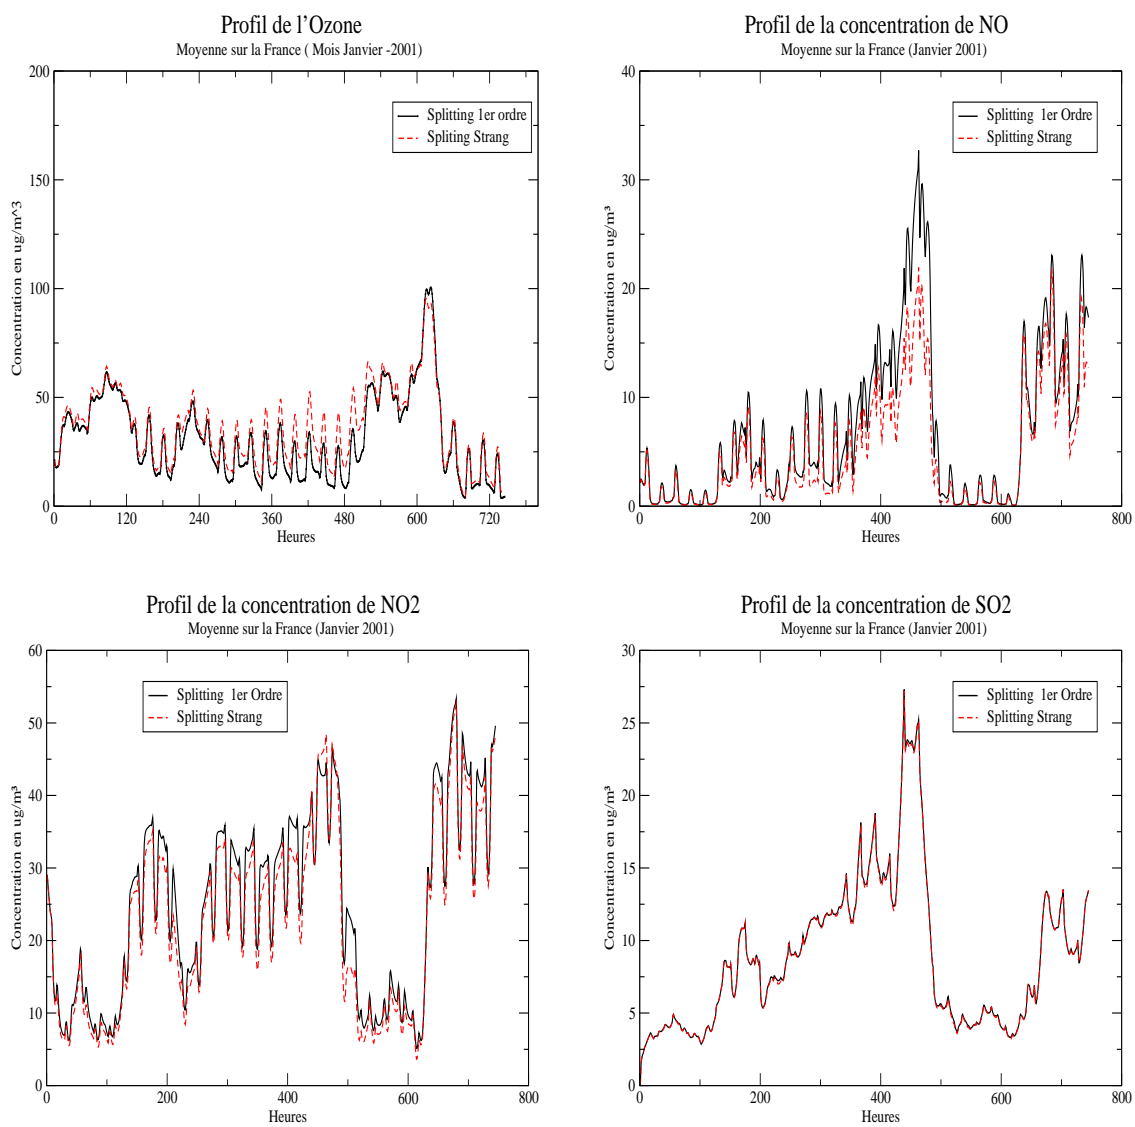 Profil de l'Ozone
Moyenne sur la France ( Mois Janvier -2001)
200
150
100
50
0
Concentration en ug/m^3
Splitting 1er ordre
Spliting Strang
0 120 240 360 480 600 720
Heures
Profil de la concentration de NO
Moyenne sur la France (Janvier 2001)
40
30
20
10
0
Concentration en ug/m³
Splitting 1er Ordre
Splitting Strang
0 200 400 600 800
Heures
Profil de la concentration de NO2
Moyenne sur la France (Janvier 2001)
60
50
40
30
20
10
0
Concentration en ug/m³
Splitting 1er Ordre
Splitting Strang
0 200 400 600 800
Heures
Profil de la concentration de SO2
Moyenne sur la France (Janvier 2001)
30
25
20
15
10
5
0
Concentration en ug/m³
Splitting 1er Ordre
Splitting Strang
0 200 400 600 800
Heures